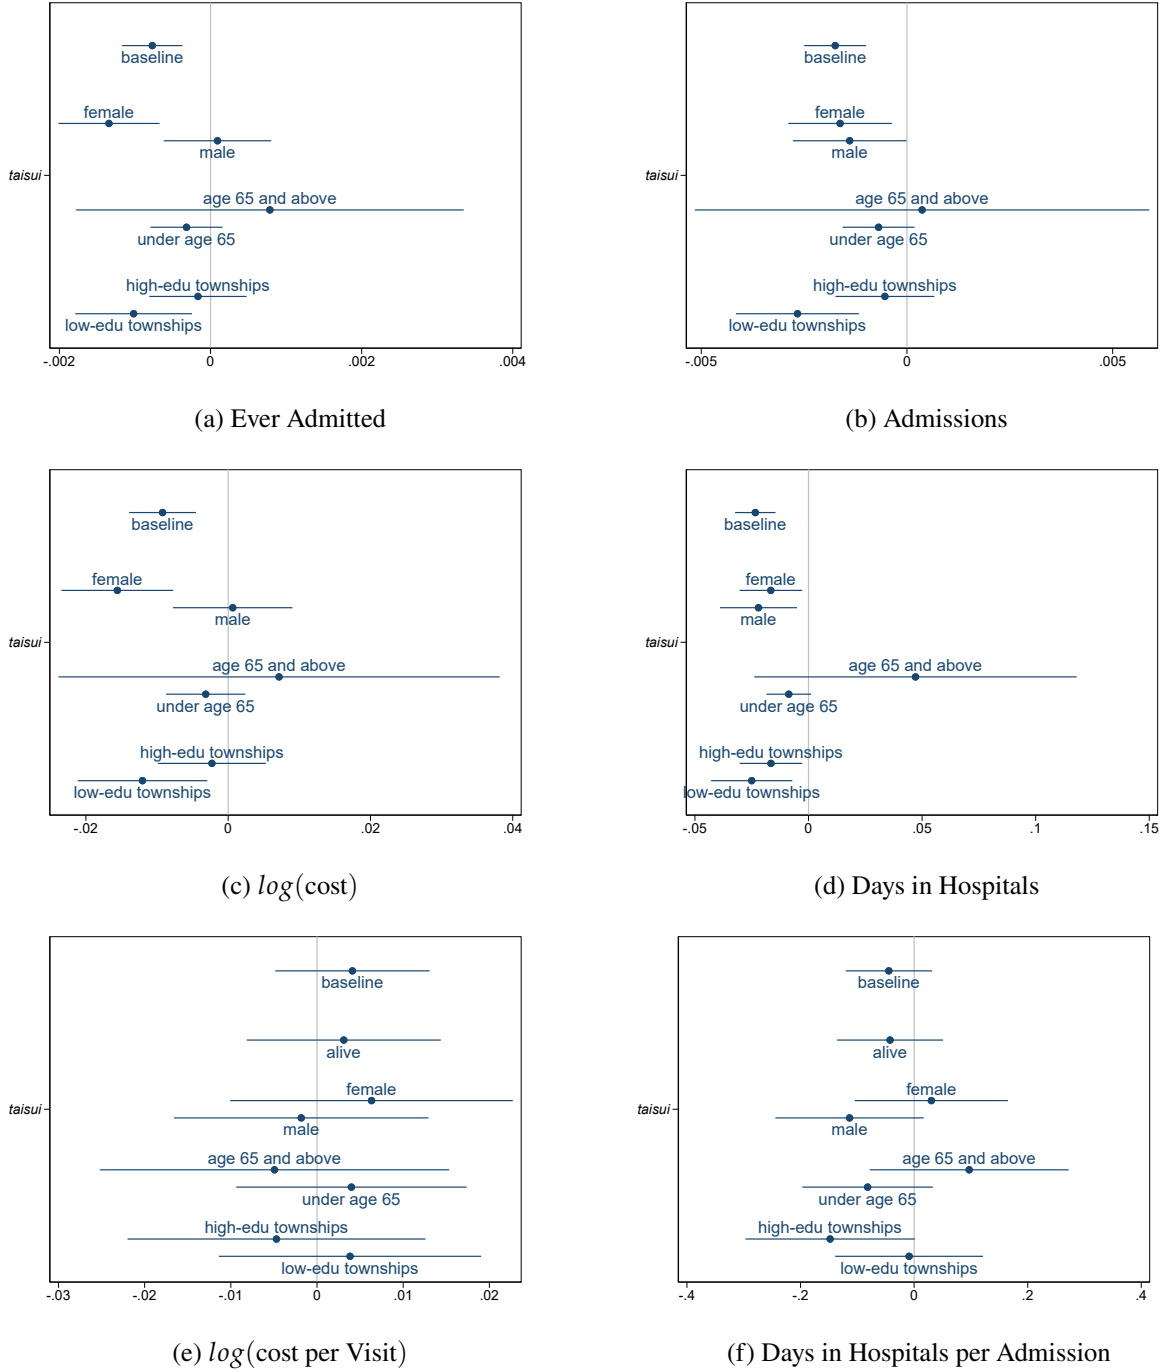 baseline
female
male
taisui
age 65 and above
under age 65
high-edu townships
low-edu townships
-.002 0 .002 .004
(a) Ever Admitted
baseline
female
male
taisui
age 65 and above
under age 65
high-edu townships
low-edu townships
-.005 0 .005
(b) Admissions
baseline
female
male
taisui
age 65 and above
under age 65
high-edu townships
low-edu townships
-.02 0 .02 .04
(c) log(cost)
baseline
female
male
taisui
age 65 and above
under age 65
high-edu townships
low-edu townships
-.05 0 .05 .1 .15
(d) Days in Hospitals
baseline
alive
female
taisui
male
age 65 and above
under age 65
high-edu townships
low-edu townships
-.03 -.02 -.01 0 .01 .02
(e) log(cost per Visit)
baseline
alive
female
taisui
male
age 65 and above
under age 65
high-edu townships
low-edu townships
-.4 -.2 0 .2 .4
(f) Days in Hospitals per Admission